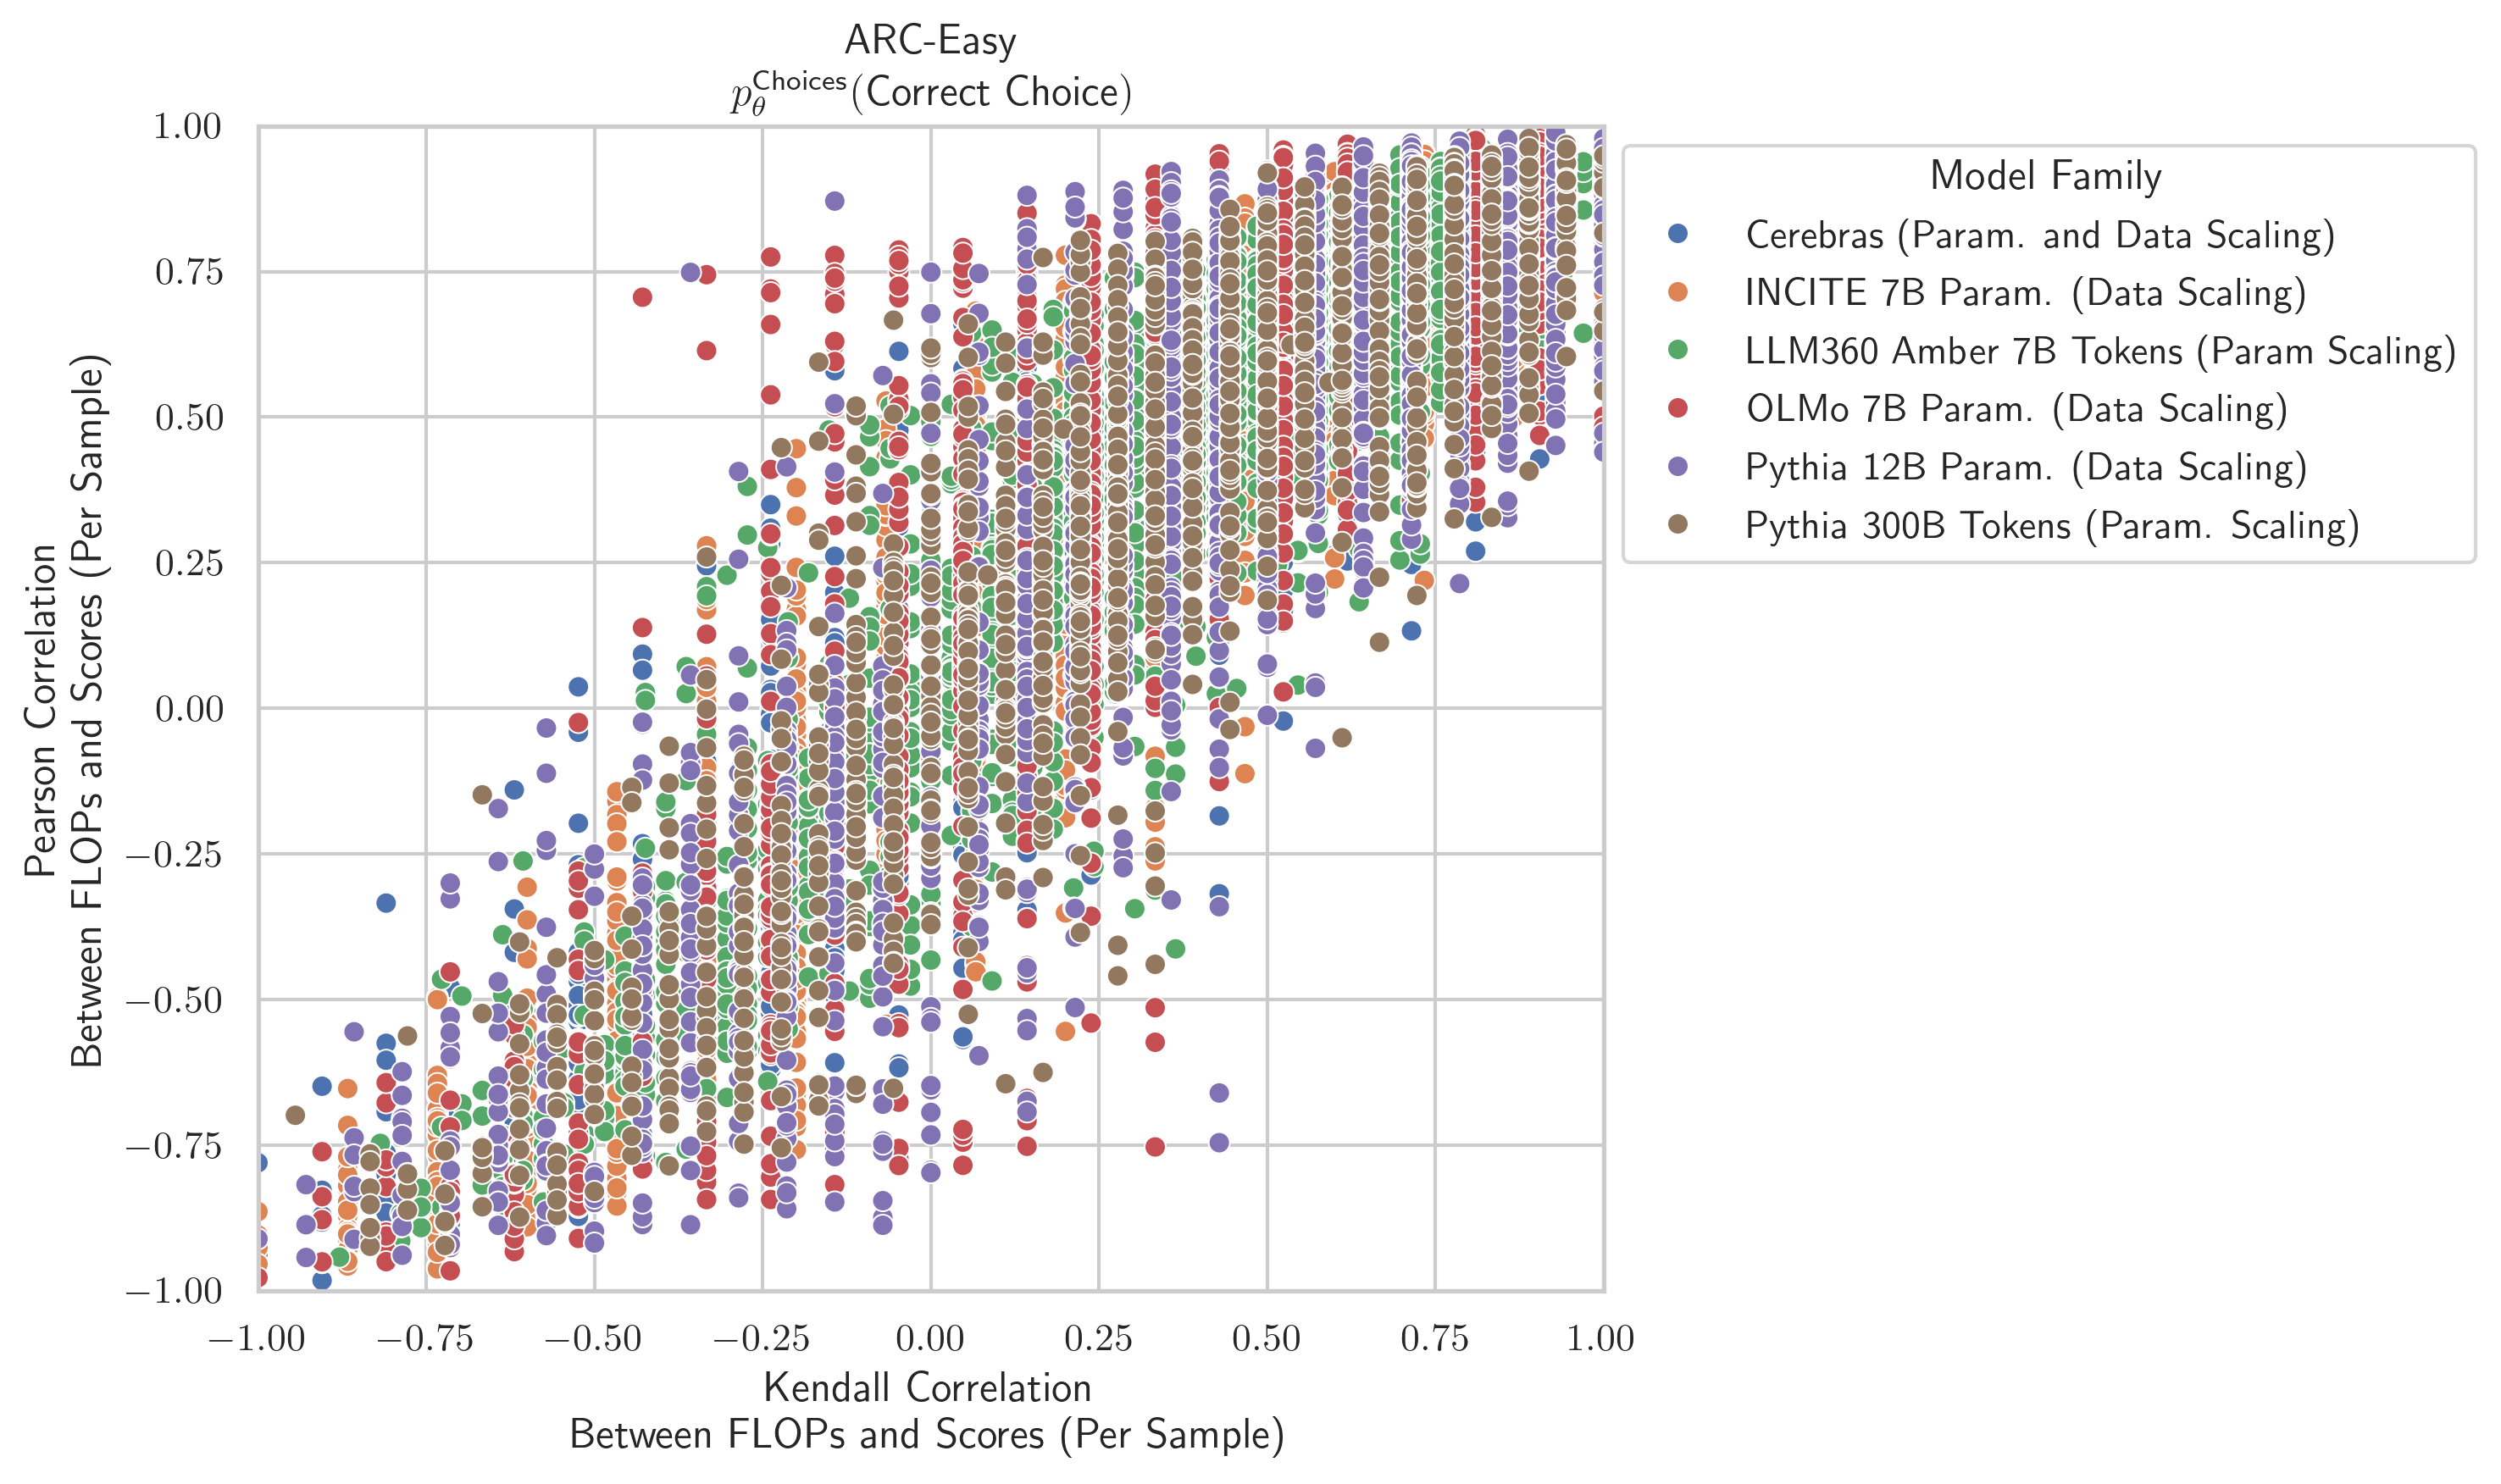 ARC-Easy
p_θ^Choices(Correct Choice)
1.00
0.75
0.50
0.25
0.00
−0.25
−0.50
−0.75
−1.00
Pearson Correlation
Between FLOPs and Scores (Per Sample)
−1.00 −0.75 −0.50 −0.25 0.00 0.25 0.50 0.75 1.00
Kendall Correlation
Between FLOPs and Scores (Per Sample)
Model Family
Cerebras (Param. and Data Scaling)
INCITE 7B Param. (Data Scaling)
LLM360 Amber 7B Tokens (Param Scaling)
OLMo 7B Param. (Data Scaling)
Pythia 12B Param. (Data Scaling)
Pythia 300B Tokens (Param. Scaling)